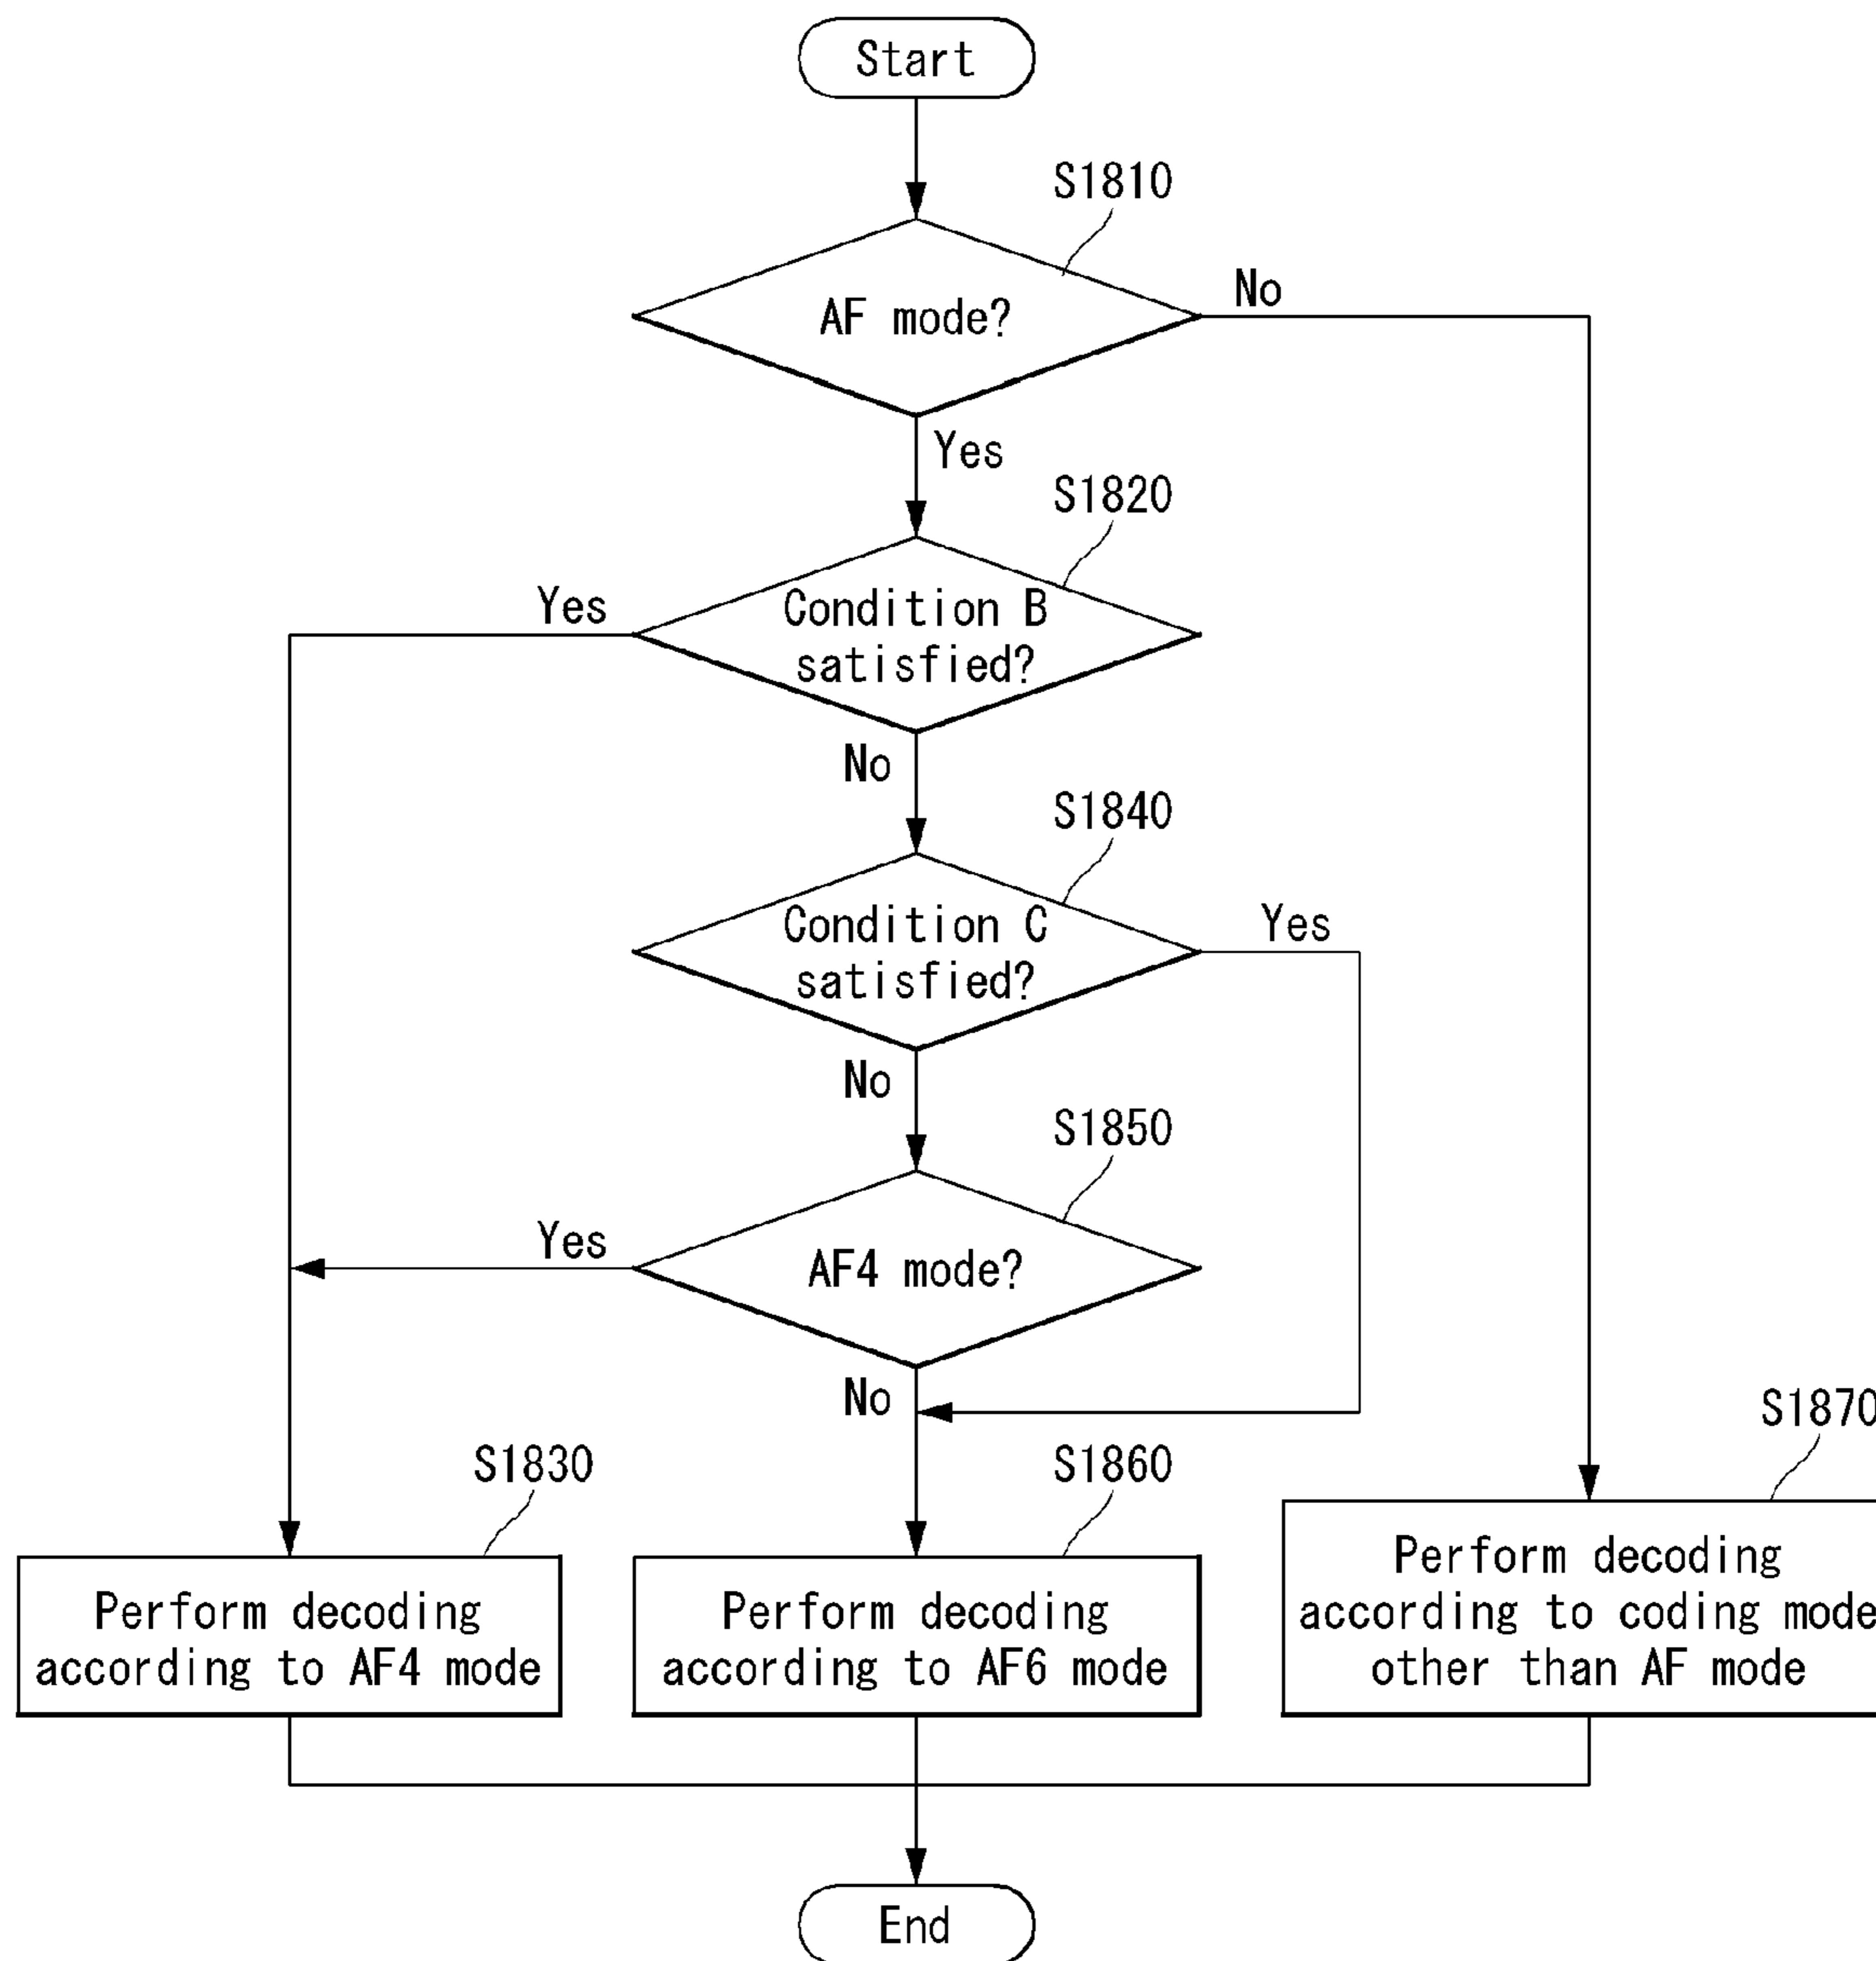 Start
S1810
AF mode?
No
Yes
S1820
Yes
Condition B
satisfied?
No
S1840
Condition C
satisfied?
Yes
No
S1850
Yes
AF4 mode?
No
S1870
S1830
S1860
Perform decoding
according to AF4 mode
Perform decoding
according to AF6 mode
Perform decoding
according to coding mode
other than AF mode
End